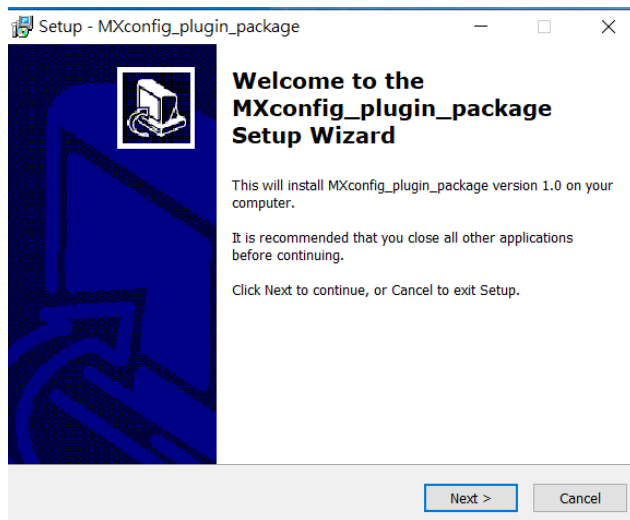 Setup - MXconfig_plugin_package
Welcome to the
MXconfig_plugin_package
Setup Wizard
This will install MXconfig_plugin_package version 1.0 on your
computer.
It is recommended that you close all other applications
before continuing.
Click Next to continue, or Cancel to exit Setup.
Next >
Cancel